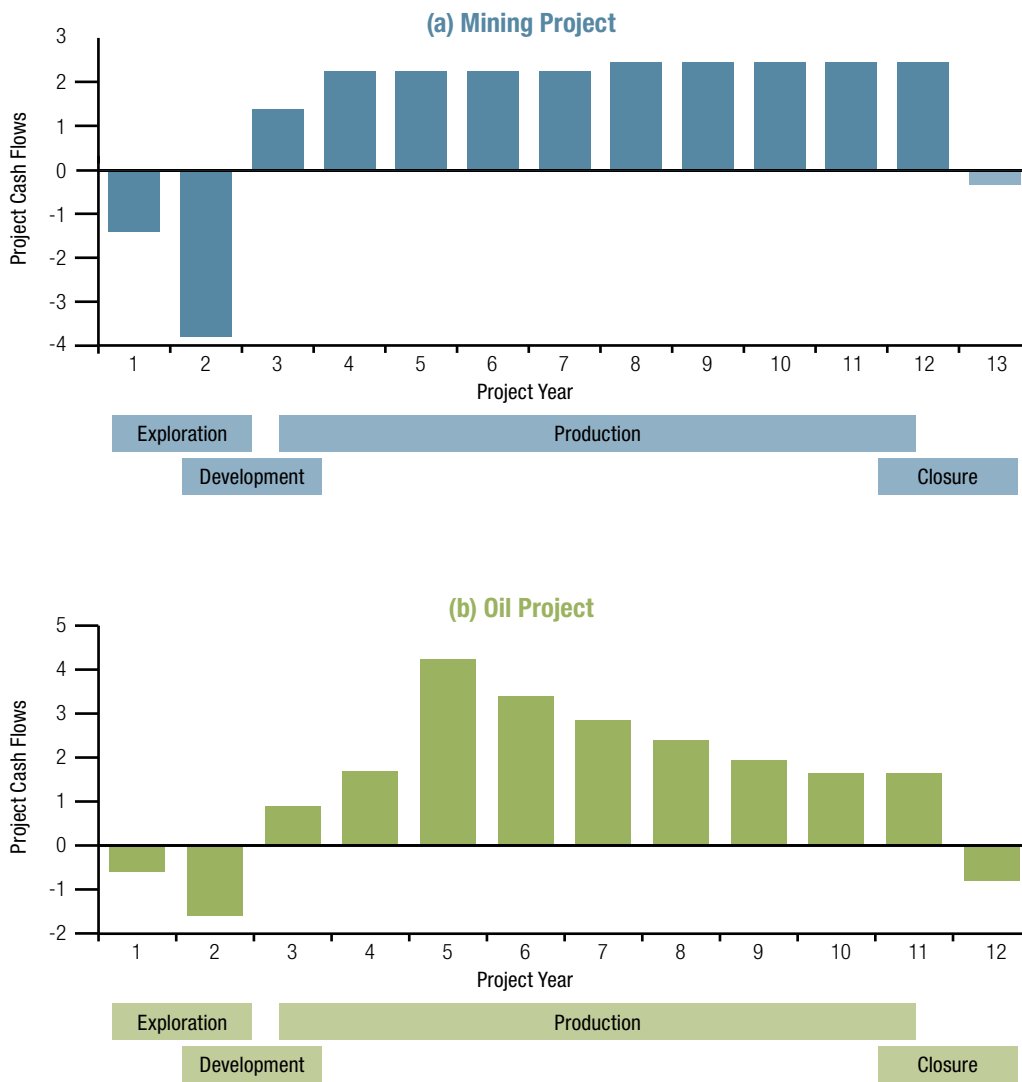 (a) Mining Project
Project Cash Flows
3
2
1
0
-1
-2
-3
-4
1 2 3 4 5 6 7 8 9 10 11 12 13
Project Year
Exploration Production
Development Closure
(b) Oil Project
Project Cash Flows
5
4
3
2
1
0
-1
-2
1 2 3 4 5 6 7 8 9 10 11 12
Project Year
Exploration Production
Development Closure